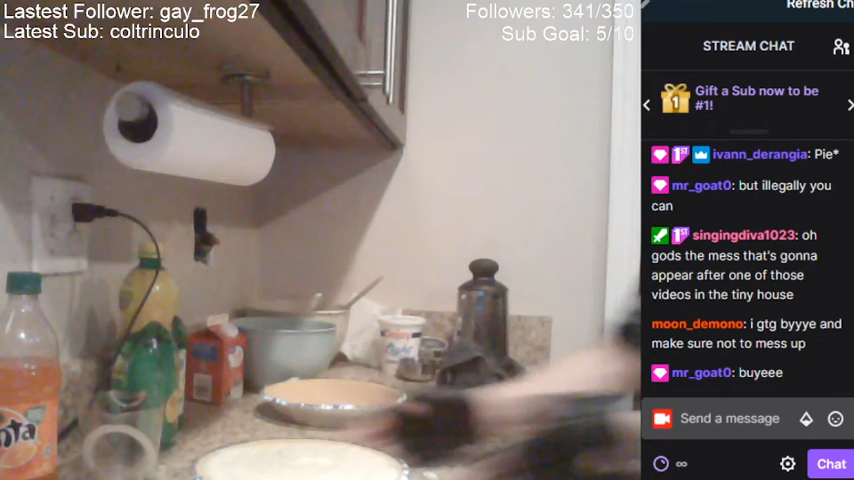 Lastest Follower: gay_frog27
Latest Sub: coltrinculo
Followers: 341/350
Sub Goal: 5/10
Refresh Ch
STREAM CHAT
Gift a Sub now to be
#1!
ivann_derangia: Pie*
mr_goat0: but illegally you
can
singingdiva1023: oh
gods the mess that's gonna
appear after one of those
videos in the tiny house
moon_demono: i gtg byyye and
make sure not to mess up
mr_goat0: buyeee
Send a message
∞
Chat
nta